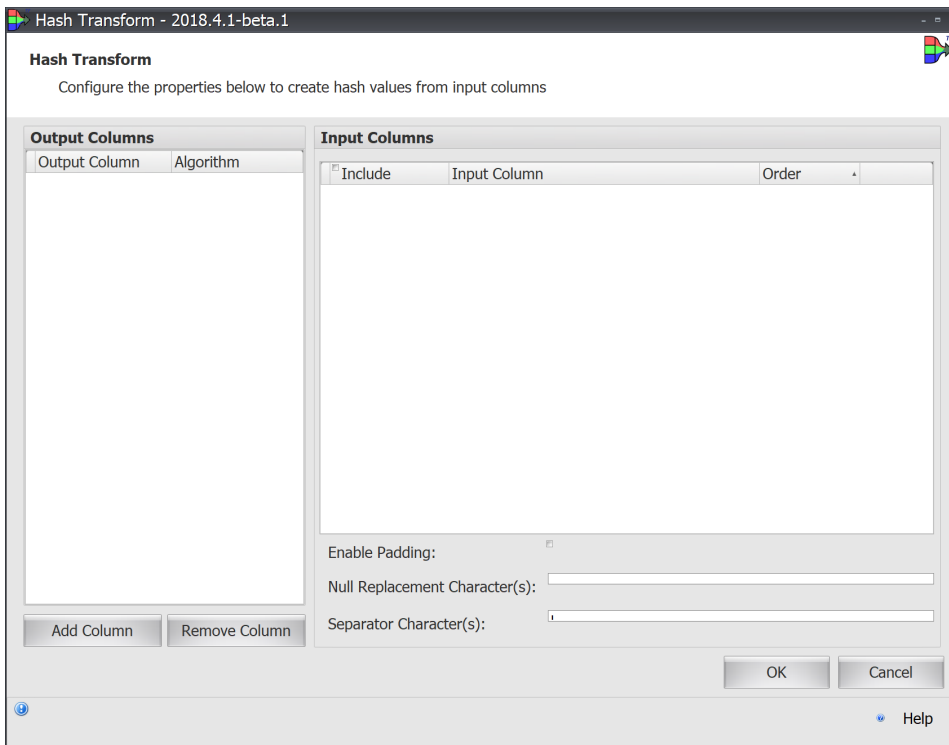 Hash Transform - 2018.4.1-beta.1
Hash Transform
Configure the properties below to create hash values from input columns
Output Columns
Output Column Algorithm
Add Column Remove Column
Input Columns
Include Input Column Order
Enable Padding:
Null Replacement Character(s):
Separator Character(s):
OK Cancel
Help